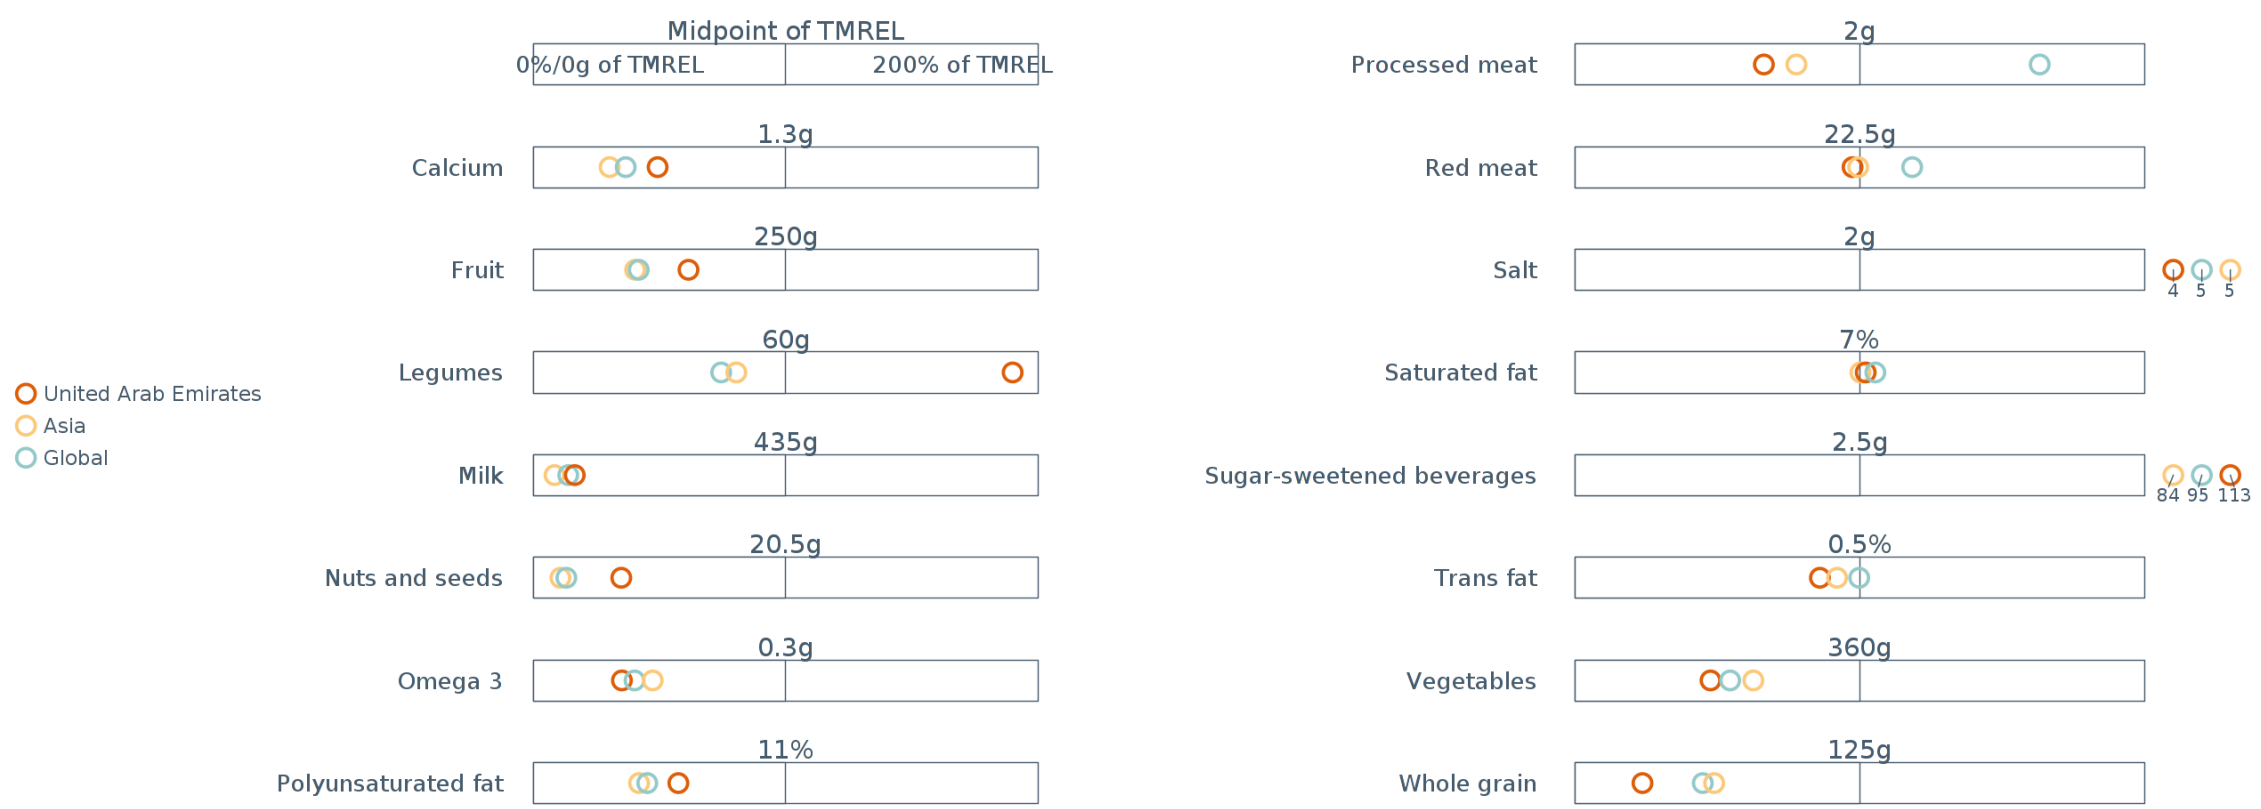 Midpoint of TMREL
0%/0g of TMREL 200% of TMREL
Calcium 1.3g
Fruit 250g
Legumes 60g
Milk 435g
Nuts and seeds 20.5g
Omega 3 0.3g
Polyunsaturated fat 11%
United Arab Emirates
Asia
Global
Processed meat 2g
Red meat 22.5g
Salt 2g
4 5 5
Saturated fat 7%
Sugar-sweetened beverages 2.5g
84 95 113
Trans fat 0.5%
Vegetables 360g
Whole grain 125g